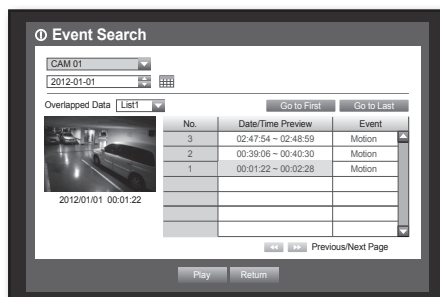 Event Search
CAM 01
2012-01-01
Overlapped Data List1 Go to First Go to Last
No. Date/Time Preview Event
3 02:47:54 ~ 02:48:59 Motion
2 00:39:06 ~ 00:40:30 Motion
1 00:01:22 ~ 00:02:28 Motion
2012/01/01 00:01:22
Previous/Next Page
Play Return